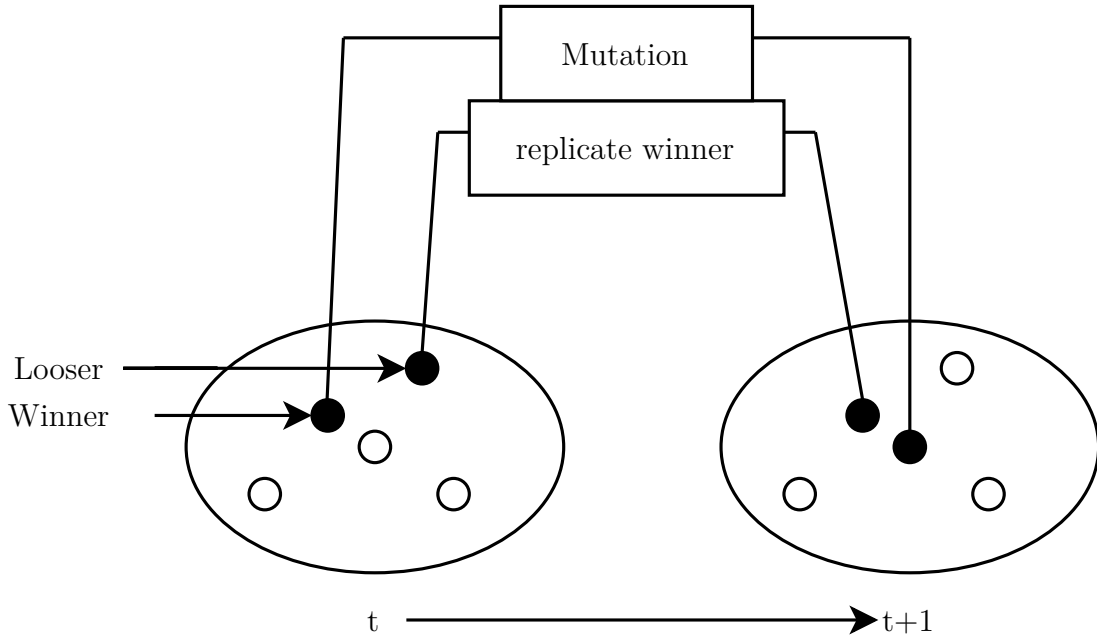 Mutation
replicate winner
Looser
Winner
t
t+1